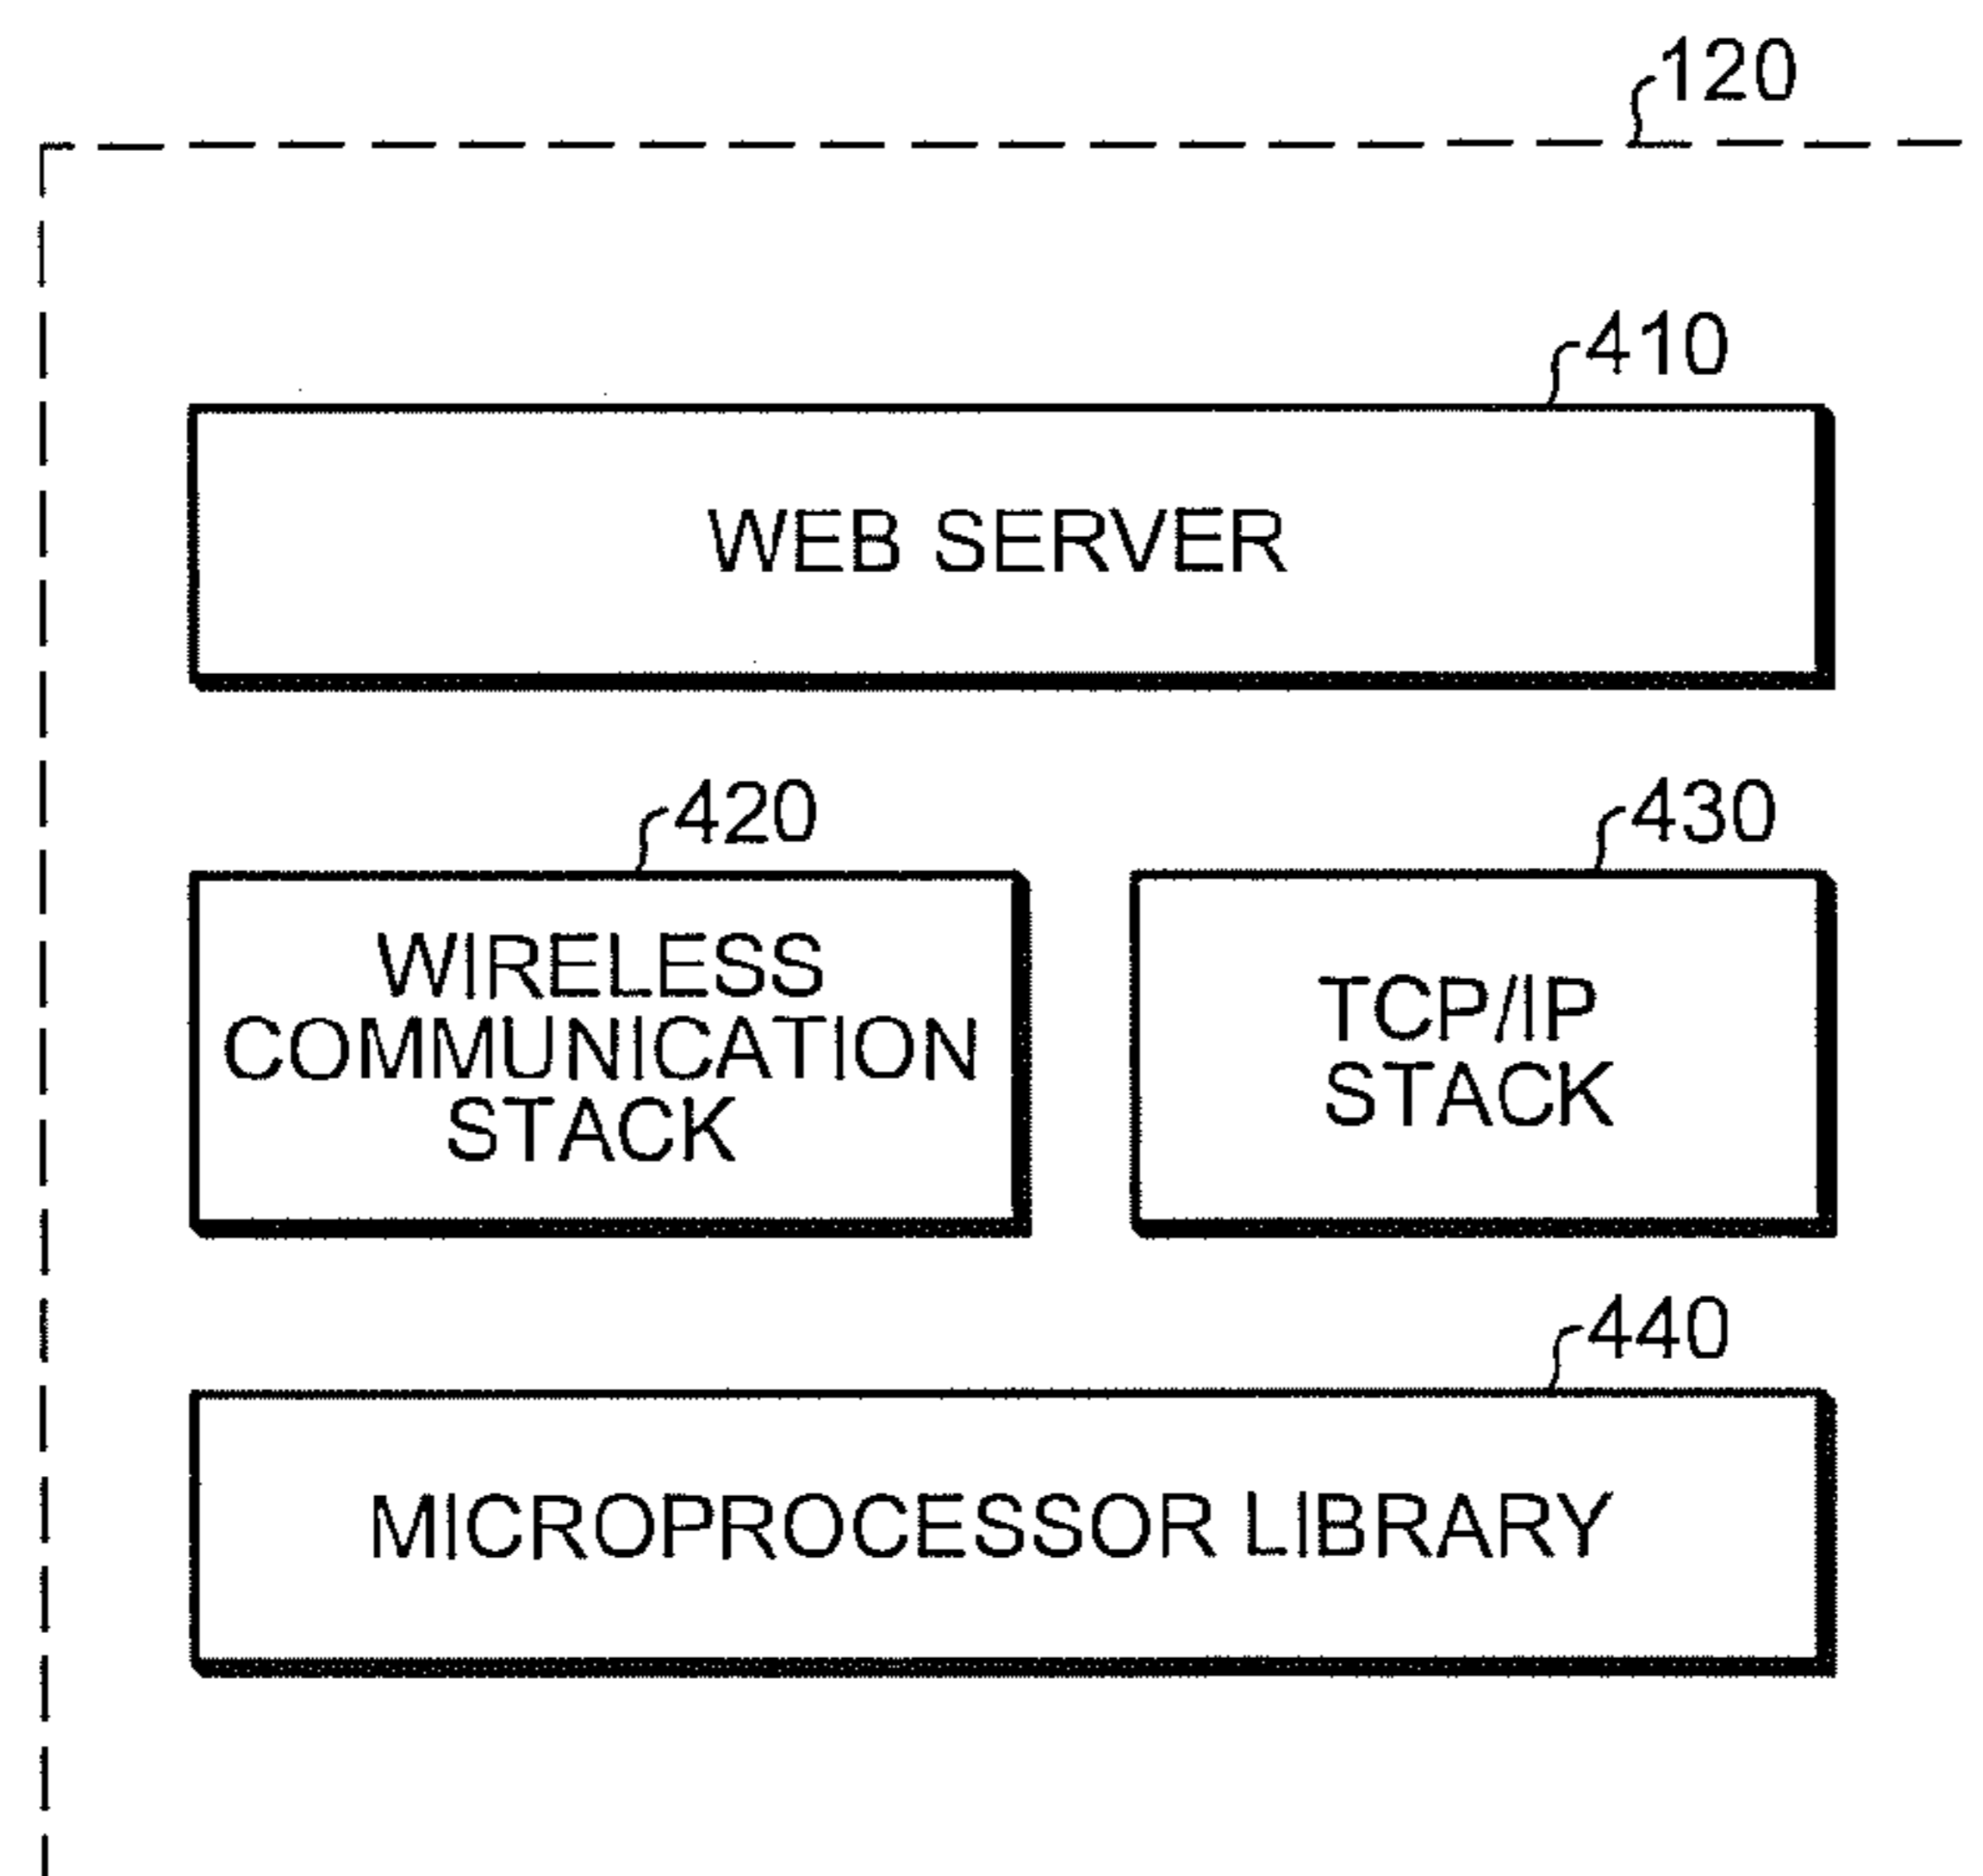 120
410
WEB SERVER
420
430
WIRELESS
COMMUNICATION
STACK
TCP/IP
STACK
440
MICROPROCESSOR LIBRARY